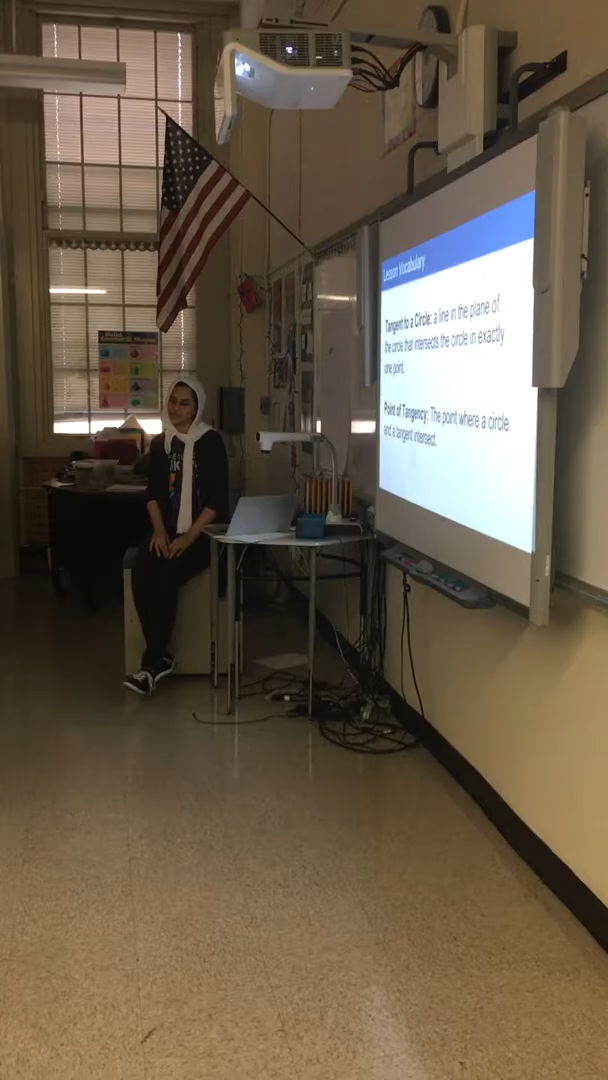 Lesson Vocabulary
Tangent to a Circle: a line in the plane of
the circle that intersects the circle in exactly
one point.
Point of Tangency: The point where a circle
and a tangent intersect.